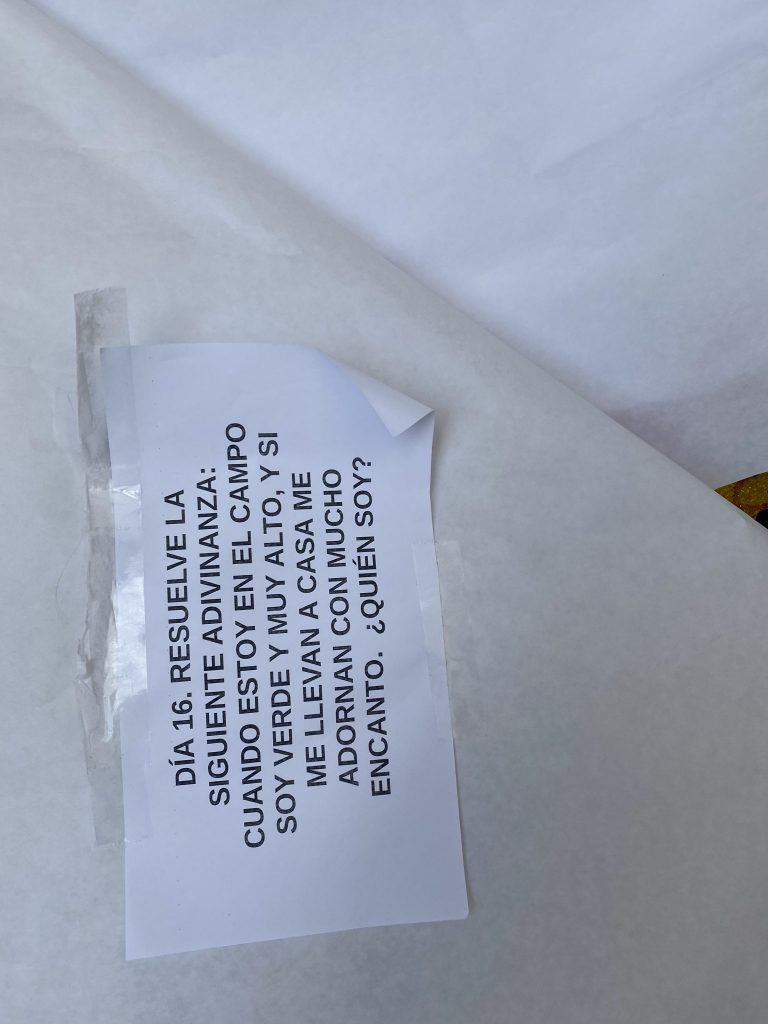 DÍA 16. RESUELVE LA
SIGUIENTE ADIVINANZA:
CUANDO ESTOY EN EL CAMPO
SOY VERDE Y MUY ALTO, Y SI
ME LLEVAN A CASA ME
ADORNAN CON MUCHO
ENCANTO. ¿QUIÉN SOY?